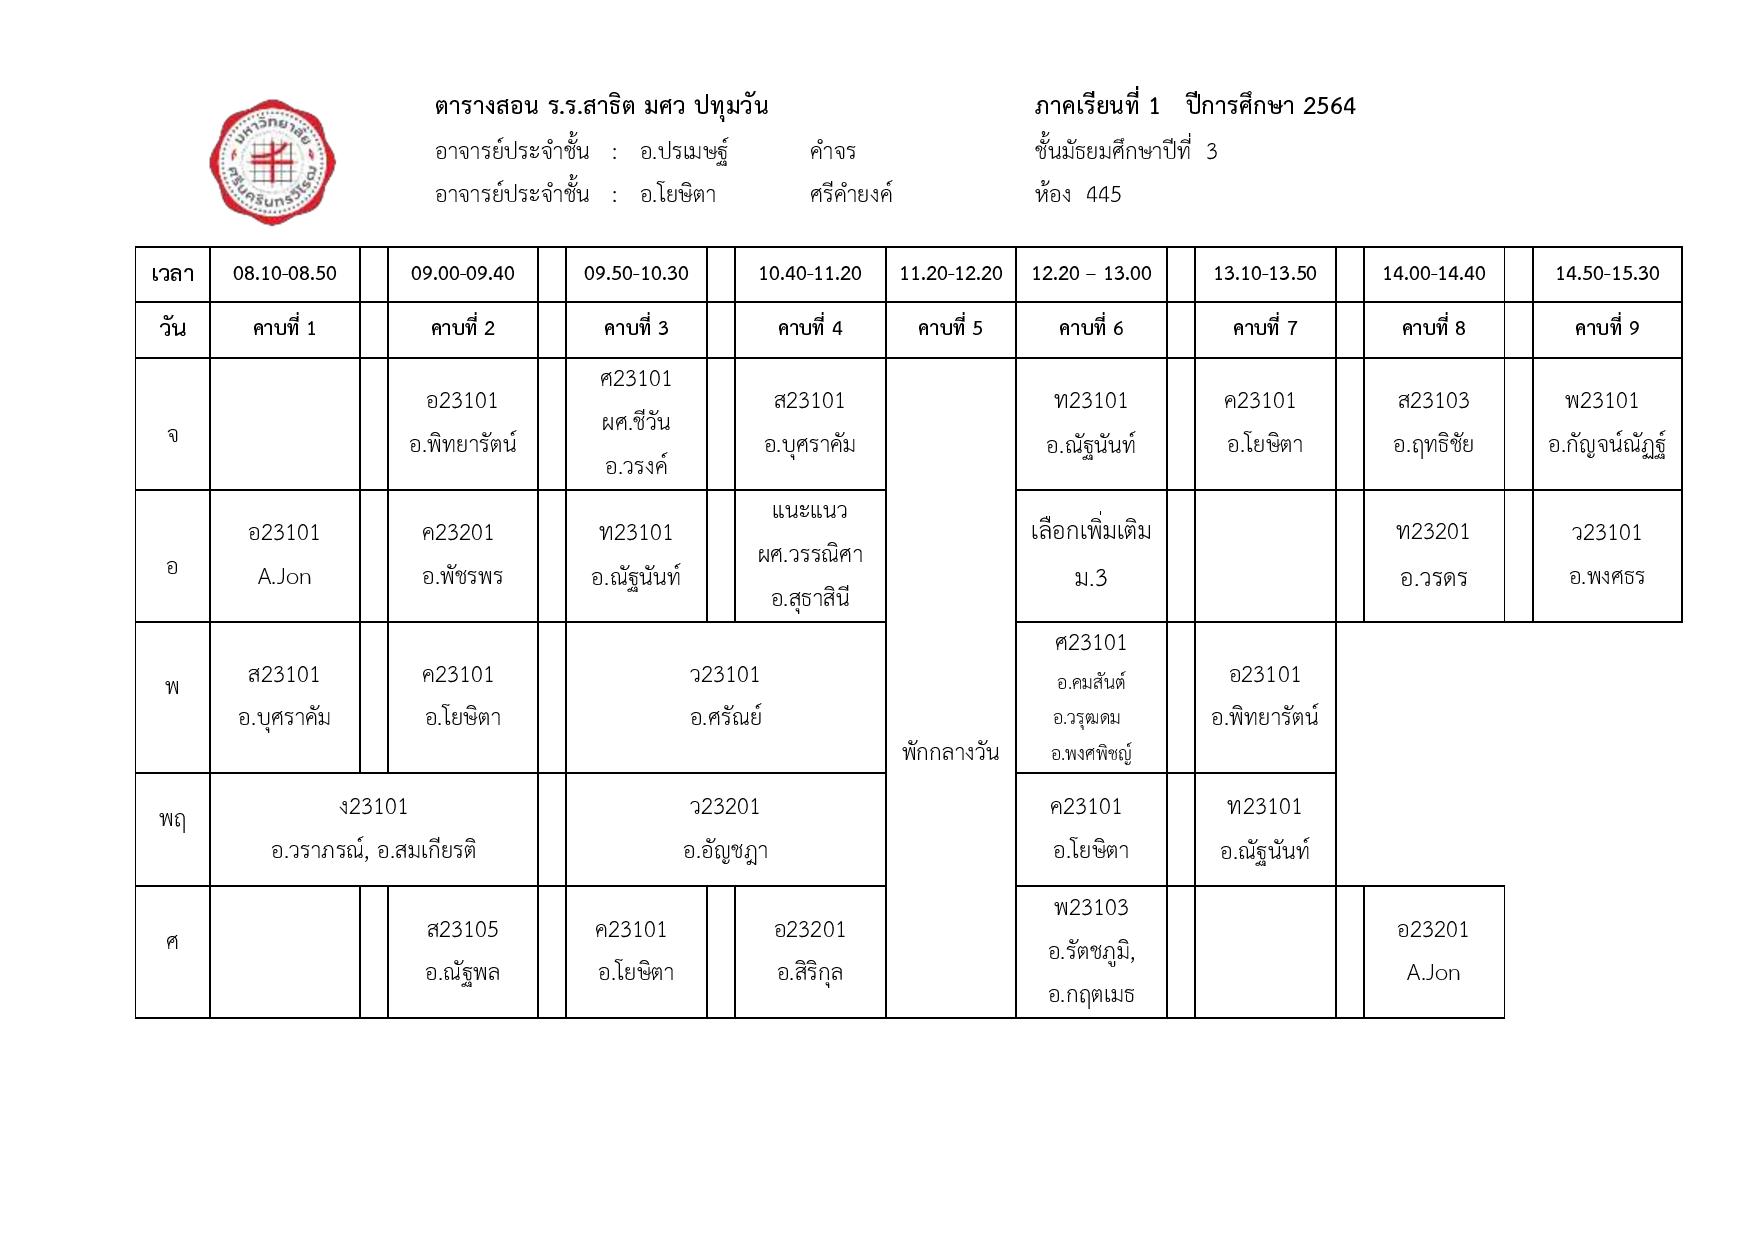 มหาวิทยาลัย
ศรีนครินทรวิโรฒ
ตารางสอน ร.ร.สาธิต มศว ปทุมวัน ภาคเรียนที่ 1 ปีการศึกษา 2564
อาจารย์ประจำชั้น : อ.ปรเมษฐ์ คำจร ชั้นมัธยมศึกษาปีที่ 3
อาจารย์ประจำชั้น : อ.โยษิตา ศรีคำยงค์ ห้อง 445
เวลา 08.10-08.50 09.00-09.40 09.50-10.30 10.40-11.20 11.20-12.20 12.20 – 13.00 13.10-13.50 14.00-14.40 14.50-15.30
วัน คาบที่ 1 คาบที่ 2 คาบที่ 3 คาบที่ 4 คาบที่ 5 คาบที่ 6 คาบที่ 7 คาบที่ 8 คาบที่ 9
จ
อ23101
อ.พิทยารัตน์
ศ23101
ผศ.ชีวัน
อ.วรงค์
ส23101
อ.บุศราคัม
ท23101
อ.ณัฐนันท์
ค23101
อ.โยษิตา
ส23103
อ.ฤทธิชัย
พ23101
อ.กัญจน์ณัฏฐ์
อ
อ23101
A.Jon
ค23201
อ.พัชรพร
ท23101
อ.ณัฐนันท์
แนะแนว
ผศ.วรรณิศา
อ.สุธาสินี
เลือกเพิ่มเติม
ม.3
ท23201
อ.วรดร
ว23101
อ.พงศธร
พ
ส23101
อ.บุศราคัม
ค23101
อ.โยษิตา
ว23101
อ.ศรัณย์
พักกลางวัน
ศ23101
อ.คมสันต์
อ.วรุฒดม
อ.พงศพิชญ์
อ23101
อ.พิทยารัตน์
พฤ
ง23101
อ.วราภรณ์, อ.สมเกียรติ
ว23201
อ.อัญชฎา
ค23101
อ.โยษิตา
ท23101
อ.ณัฐนันท์
ศ
ส23105
อ.ณัฐพล
ค23101
อ.โยษิตา
อ23201
อ.สิริกุล
พ23103
อ.รัตชภูมิ,
อ.กฤตเมธ
อ23201
A.Jon